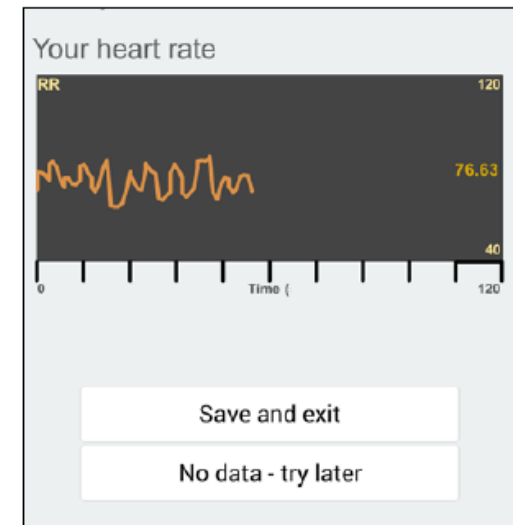 Your heart rate
RR 120
76.63
40
0 Time ( 120
Save and exit
No data - try later